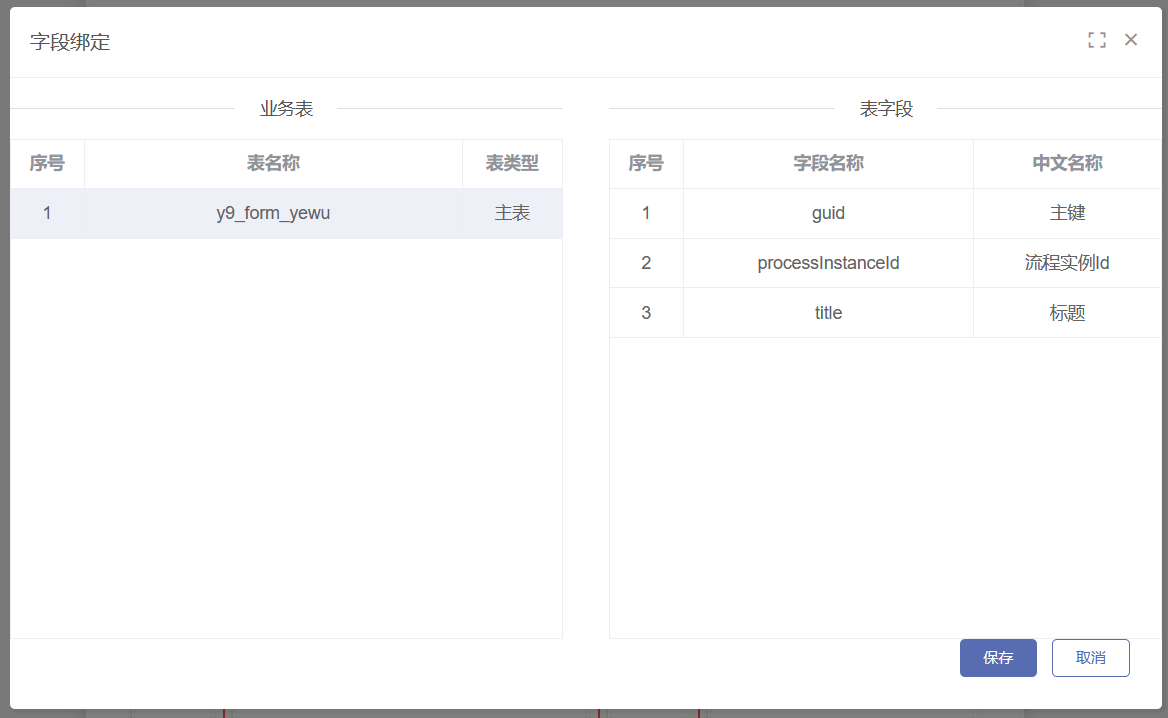 字段绑定
业务表
序号 表名称 表类型
1 y9_form_yewu 主表
表字段
序号 字段名称 中文名称
1 guid 主键
2 processInstanceId 流程实例Id
3 title 标题
保存 取消